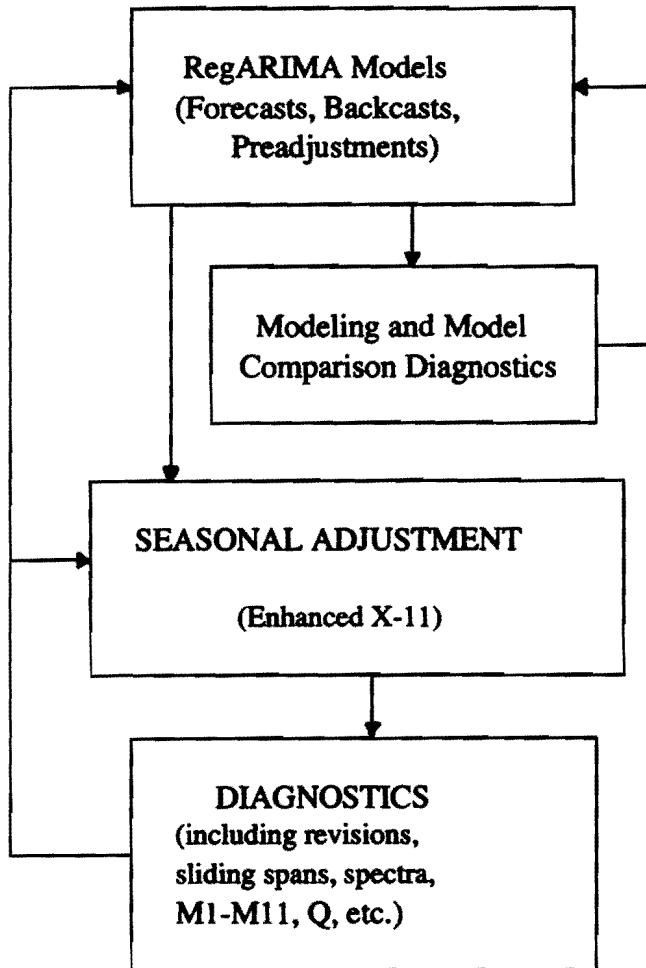 RegARIMA Models
(Forecasts, Backcasts,
Preadjustments)
Modeling and Model
Comparison Diagnostics
SEASONAL ADJUSTMENT
(Enhanced X-11)
DIAGNOSTICS
(including revisions,
sliding spans, spectra,
M1-M11, Q, etc.)